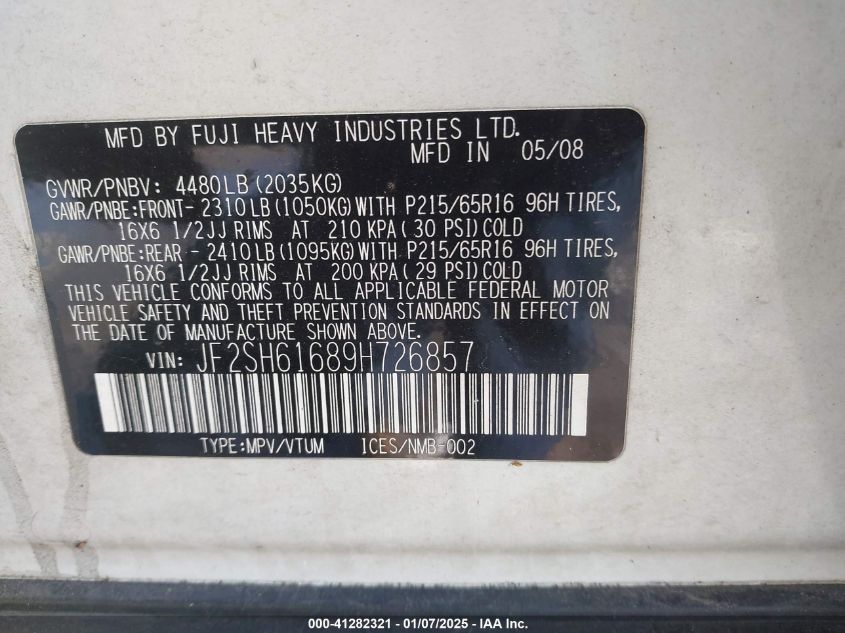 MFD BY FUJI HEAVY INDUSTRIES LTD.
MFD IN 05/08
GVWR/PNBV: 4480LB(2035KG)
GAWR/PNBE:FRONT- 2310LB(1050KG)WITH P215/65R16 96H TIRES,
16X6 1/2JJ RIMS AT 210 KPA( 30 PSI)COLD
GAWR/PNBE:REAR - 2410LB(1095KG)WITH P215/65R16 96H TIRES,
16X6 1/2JJ RIMS AT 200 KPA( 29 PSI)COLD
THIS VEHICLE CONFORMS TO ALL APPLICABLE FEDERAL MOTOR
VEHICLE SAFETY AND THEFT PREVENTION STANDARDS IN EFFECT ON
THE DATE OF MANUFACTURE SHOWN ABOVE.
VIN: JF2SH61689H726857
TYPE:MPV/VTUM ICES/NMB-002
000-41282321 - 01/07/2025 - IAA Inc.